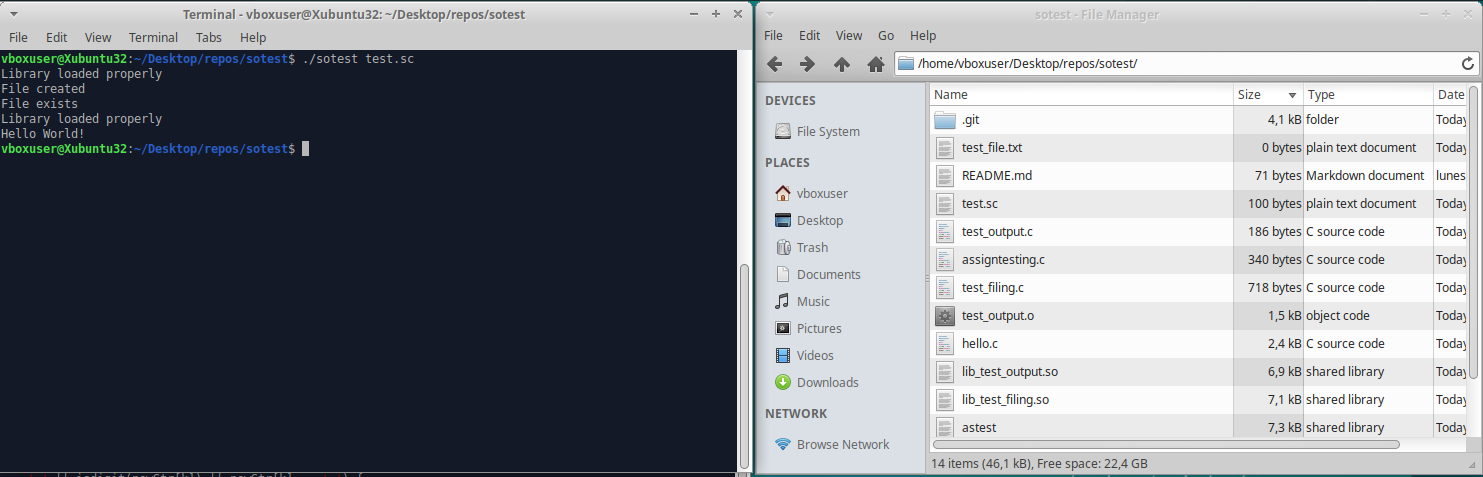 Terminal - vboxuser@Xubuntu32: ~/Desktop/repos/sotest
File Edit View Terminal Tabs Help
vboxuser@Xubuntu32:~/Desktop/repos/sotest$ ./sotest test.sc
Library loaded properly
File created
File exists
Library loaded properly
Hello World!
vboxuser@Xubuntu32:~/Desktop/repos/sotest$
sotest - File Manager
File Edit View Go Help
/home/vboxuser/Desktop/repos/sotest/
DEVICES
File System
PLACES
vboxuser
Desktop
Trash
Documents
Music
Pictures
Videos
Downloads
NETWORK
Browse Network
Name Size Type Date
.git 4,1 kB folder Today
test_file.txt 0 bytes plain text document Today
README.md 71 bytes Markdown document lunes
test.sc 100 bytes plain text document Today
test_output.c 186 bytes C source code Today
assigntesting.c 340 bytes C source code Today
test_filing.c 718 bytes C source code Today
test_output.o 1,5 kB object code Today
hello.c 2,4 kB C source code Today
lib_test_output.so 6,9 kB shared library Today
lib_test_filing.so 7,1 kB shared library Today
astest 7,3 kB shared library Today
14 items (46,1 kB), Free space: 22,4 GB